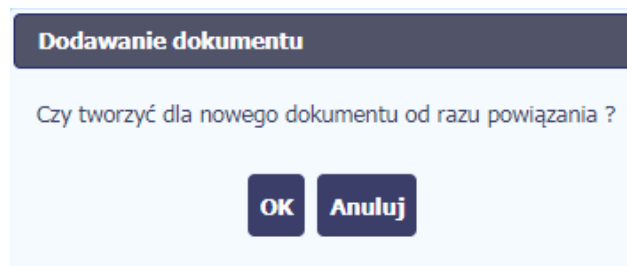 Dodawanie dokumentu
Czy tworzyć dla nowego dokumentu od razu powiązania ?
OK Anuluj